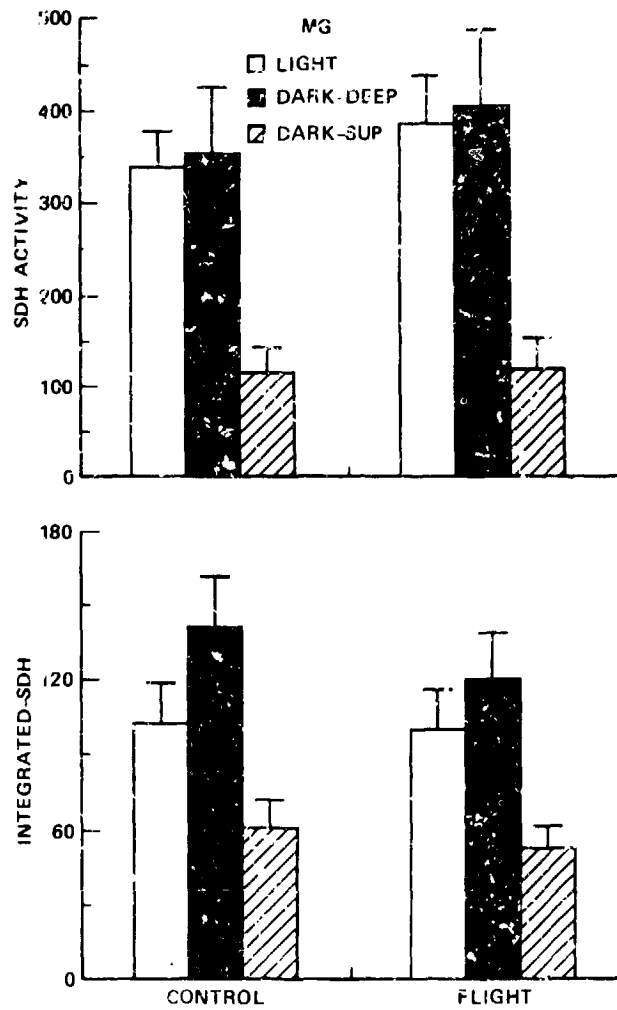 MG
LIGHT
DARK-DEEP
DARK-SUP
500
400
300
200
100
0
SDH ACTIVITY
180
120
60
0
INTEGRATED-SDH
CONTROL
FLIGHT